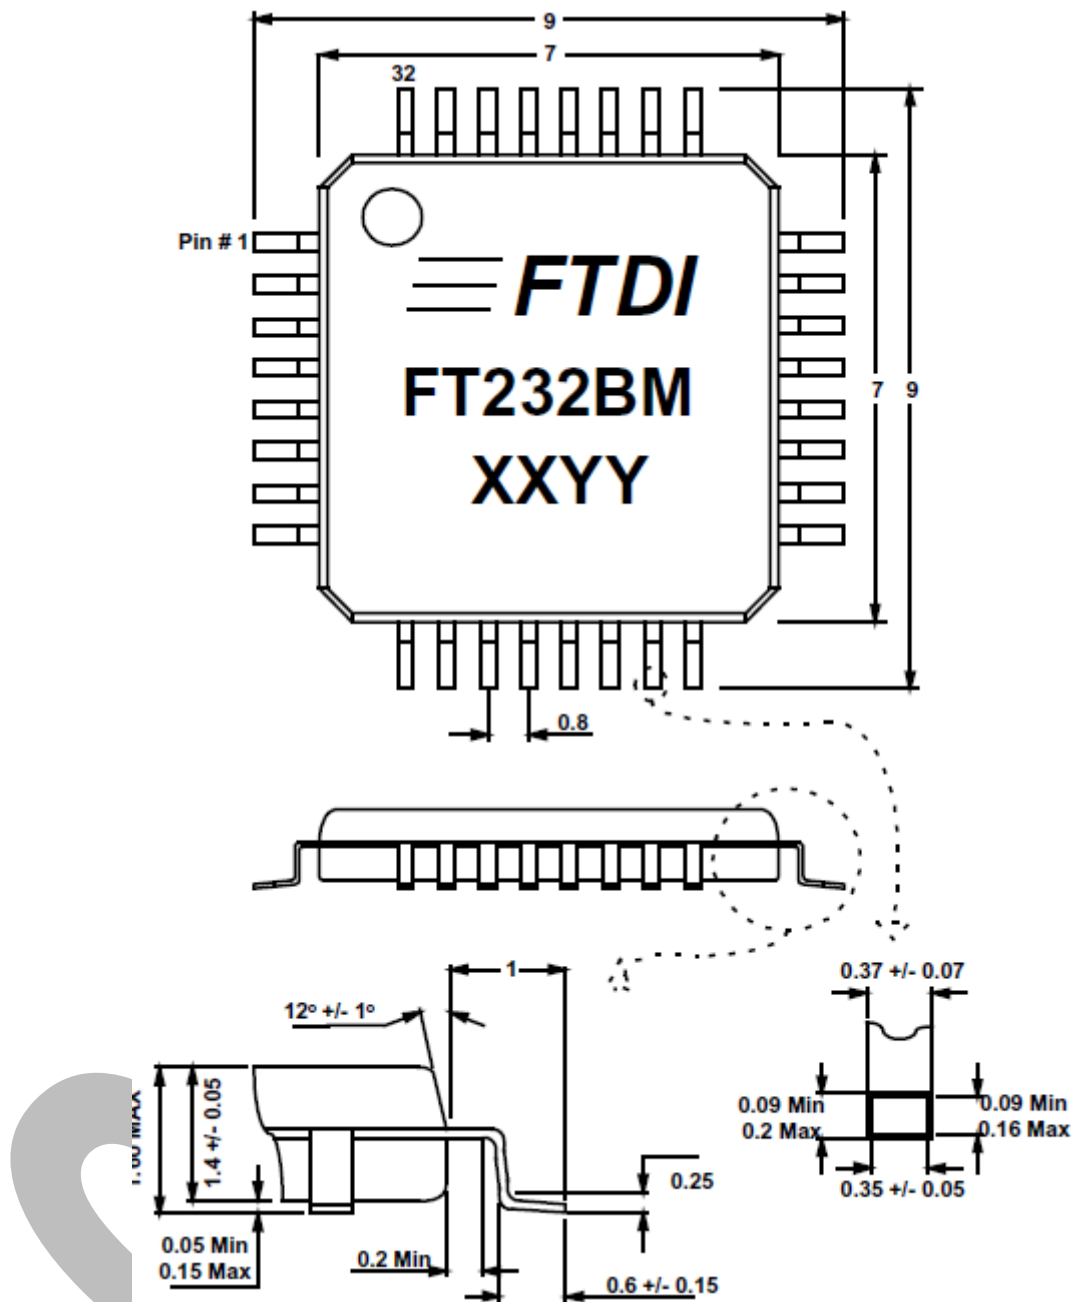 9
7
32
Pin # 1
FTDI
FT232BM
XXYY
7
9
0.8
1
0.37 +/- 0.07
12° +/- 1°
1.4 +/- 0.05
MAX
0.09 Min
0.2 Max
0.09 Min
0.16 Max
0.25
0.35 +/- 0.05
0.05 Min
0.15 Max
0.2 Min
0.6 +/- 0.15